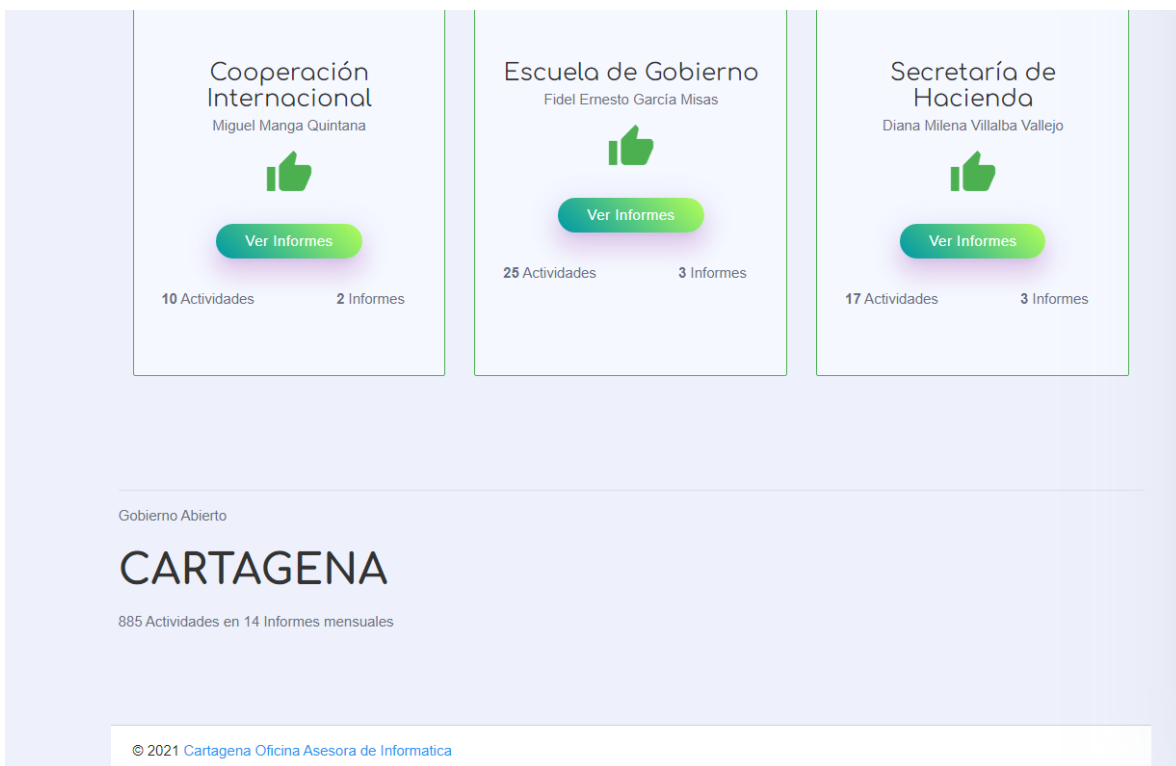 Cooperación
Internacional
Miguel Manga Quintana
Ver Informes
10 Actividades 2 Informes
Escuela de Gobierno
Fidel Ernesto García Misas
Ver Informes
25 Actividades 3 Informes
Secretaría de
Hacienda
Diana Milena Villalba Vallejo
Ver Informes
17 Actividades 3 Informes
Gobierno Abierto
CARTAGENA
885 Actividades en 14 Informes mensuales
© 2021 Cartagena Oficina Asesora de Informatica